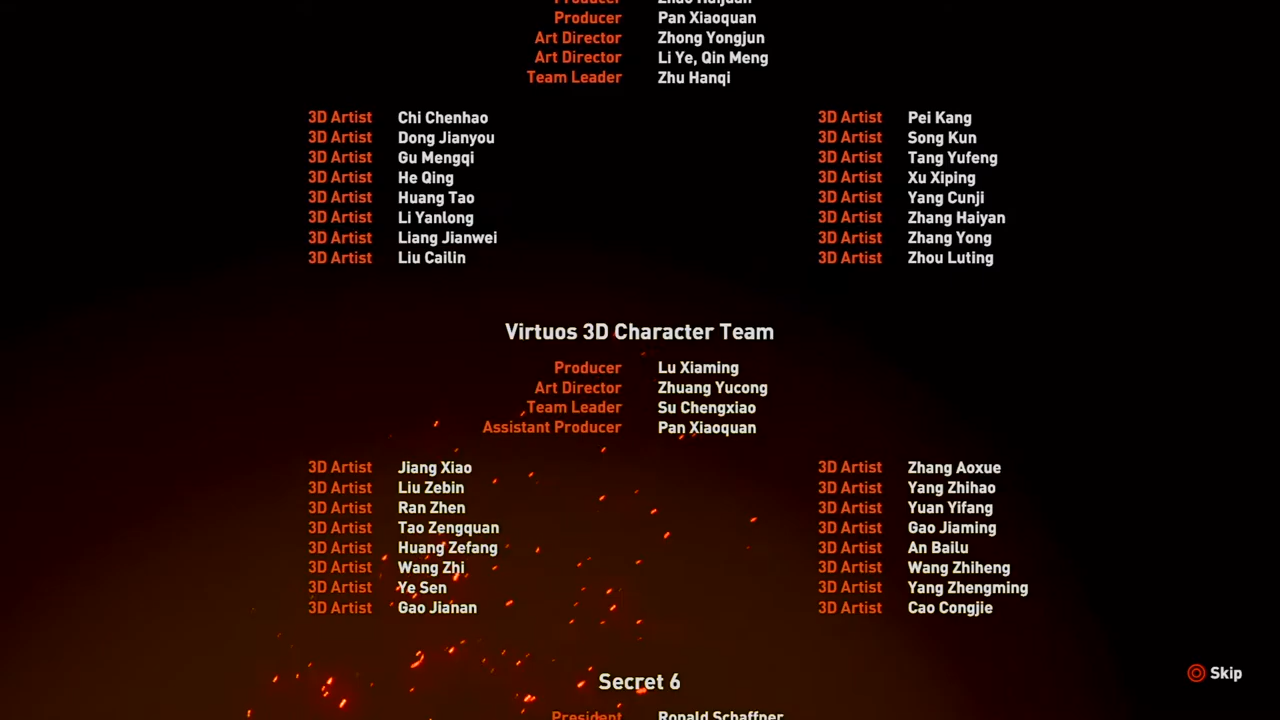 Producer Zhao Haijuan
Producer Pan Xiaoquan
Art Director Zhong Yongjun
Art Director Li Ye, Qin Meng
Team Leader Zhu Hanqi
3D Artist Chi Chenhao 3D Artist Pei Kang
3D Artist Dong Jianyou 3D Artist Song Kun
3D Artist Gu Mengqi 3D Artist Tang Yufeng
3D Artist He Qing 3D Artist Xu Xiping
3D Artist Huang Tao 3D Artist Yang Cunji
3D Artist Li Yanlong 3D Artist Zhang Haiyan
3D Artist Liang Jianwei 3D Artist Zhang Yong
3D Artist Liu Cailin 3D Artist Zhou Luting
Virtuos 3D Character Team
Producer Lu Xiaming
Art Director Zhuang Yucong
Team Leader Su Chengxiao
Assistant Producer Pan Xiaoquan
3D Artist Jiang Xiao 3D Artist Zhang Aoxue
3D Artist Liu Zebin 3D Artist Yang Zhihao
3D Artist Ran Zhen 3D Artist Yuan Yifang
3D Artist Tao Zengquan 3D Artist Gao Jiaming
3D Artist Huang Zefang 3D Artist An Bailu
3D Artist Wang Zhi 3D Artist Wang Zhiheng
3D Artist Ye Sen 3D Artist Yang Zhengming
3D Artist Gao Jianan 3D Artist Cao Congjie
Skip
Secret 6
President Ronald Schaffner